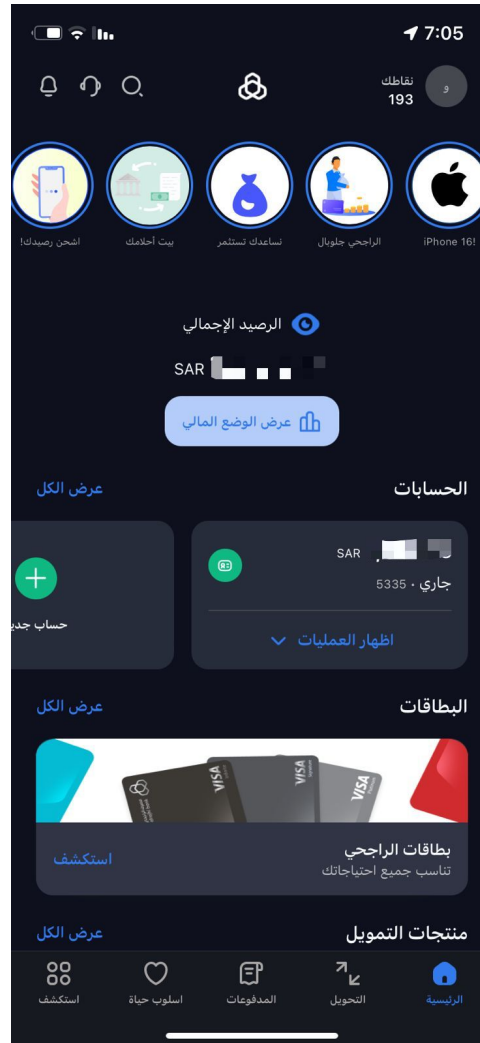 7:05
نقاطك
193
و
iPhone 16!
الراجحي جلوبال
نساعدك تستثمر
بيت أحلامك
اشحن رصيدك!
الرصيد الإجمالي
SAR
عرض الوضع المالي
الحسابات
عرض الكل
SAR
جاري · 5335
اظهار العمليات
حساب جدي
البطاقات
عرض الكل
VISA
VISA
VISA
بطاقات الراجحي
تناسب جميع احتياجاتك
استكشف
منتجات التمويل
عرض الكل
الرئيسية
التحويل
المدفوعات
اسلوب حياة
استكشف